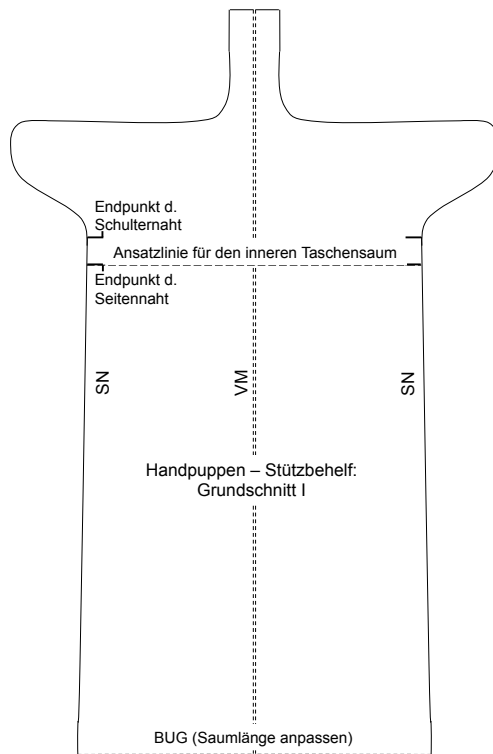 Endpunkt d.
Schulternaht
Ansatzlinie für den inneren Taschensaum
Endpunkt d.
Seitennaht
SN
VM
SN
Handpuppen – Stützbehelf:
Grundschnitt I
BUG (Saumlänge anpassen)